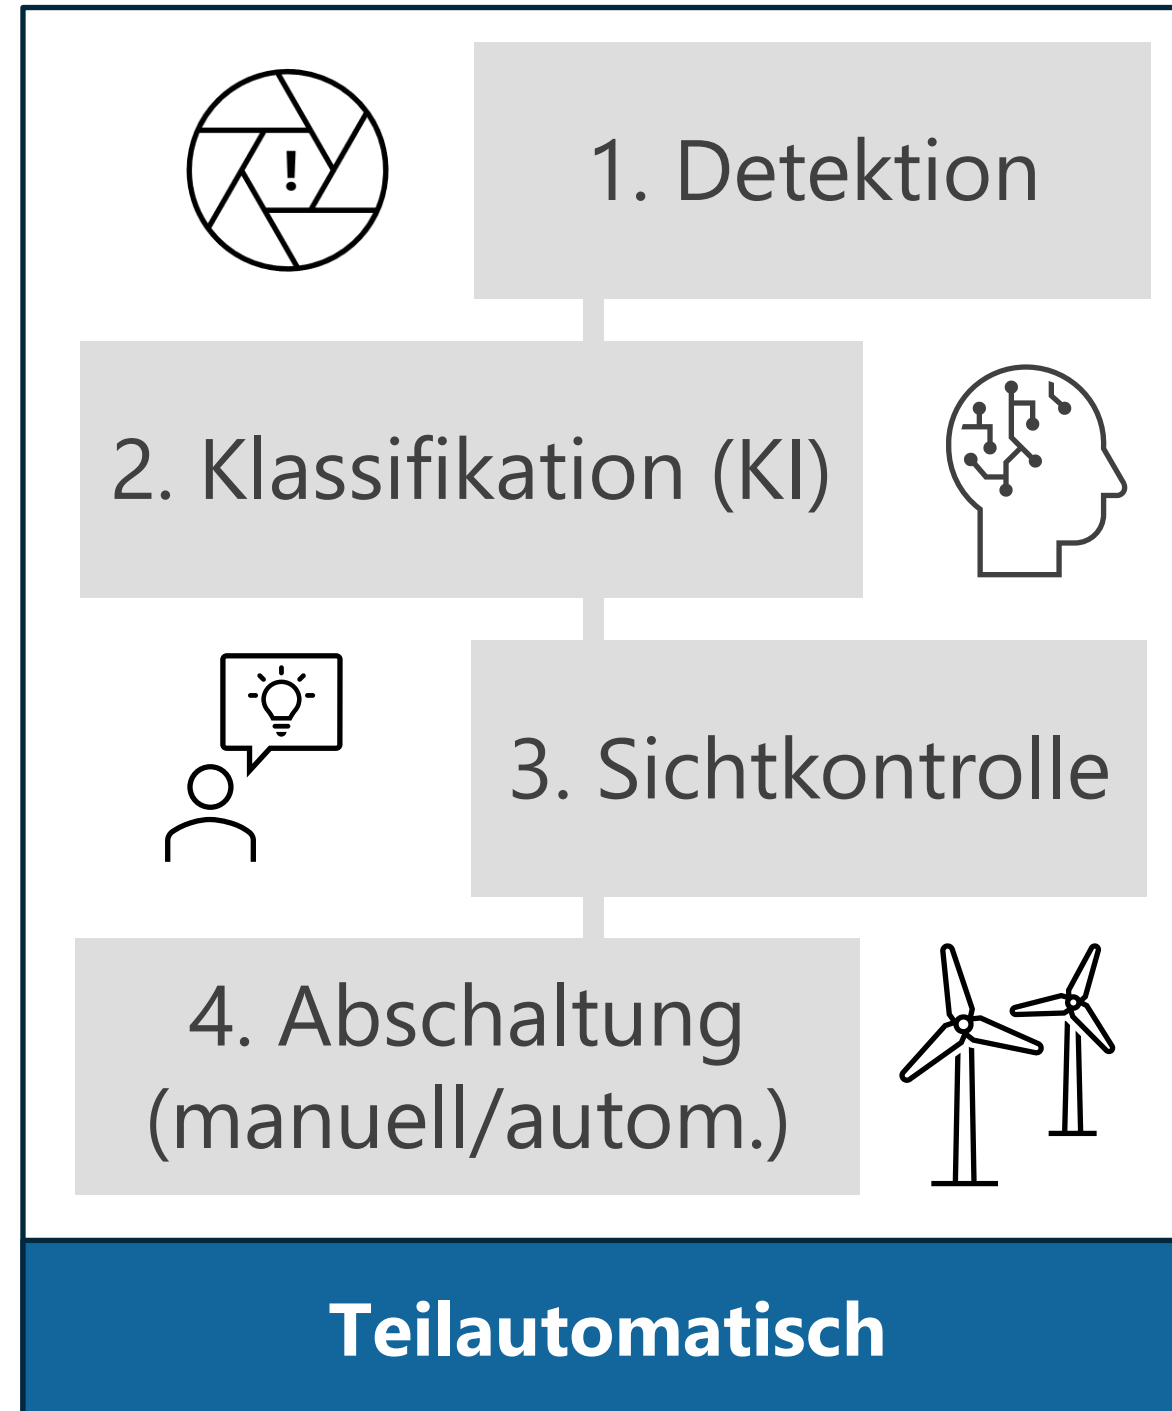 !
1. Detektion
2. Klassifikation (KI)
3. Sichtkontrolle
4. Abschaltung
(manuell/autom.)
Teilautomatisch